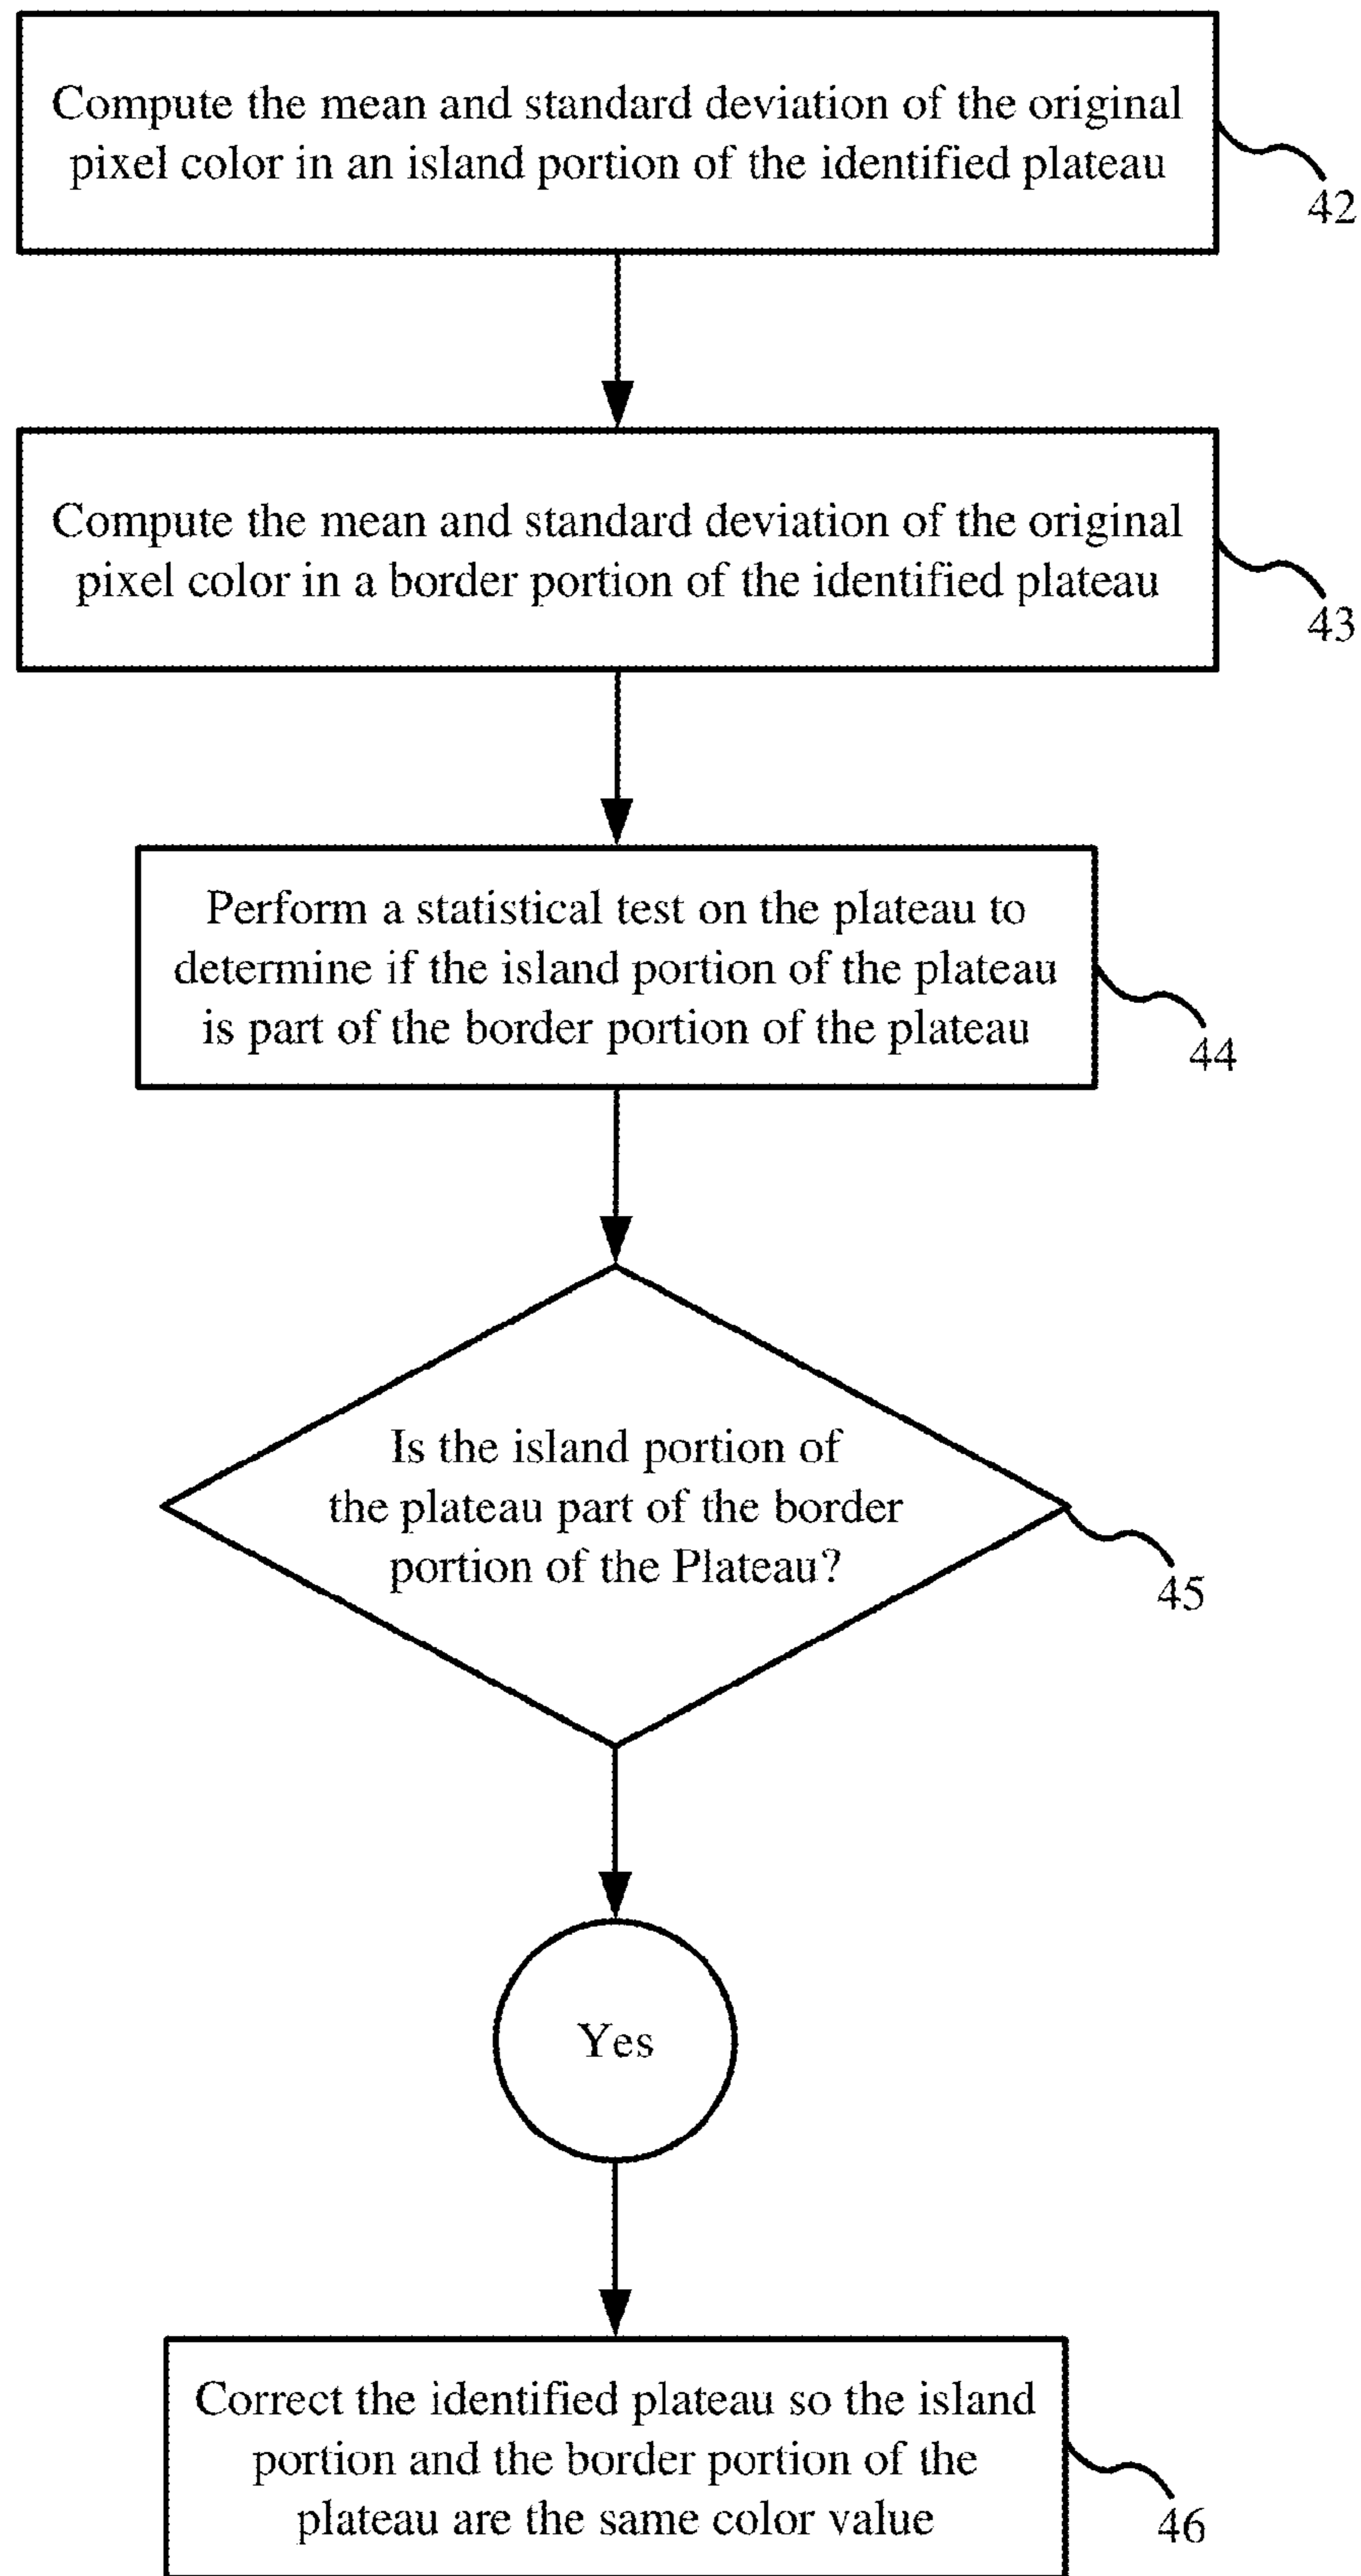 Compute the mean and standard deviation of the original
pixel color in an island portion of the identified plateau
42
Compute the mean and standard deviation of the original
pixel color in a border portion of the identified plateau
43
Perform a statistical test on the plateau to
determine if the island portion of the plateau
is part of the border portion of the plateau
44
Is the island portion of
the plateau part of the border
portion of the Plateau?
45
Yes
Correct the identified plateau so the island
portion and the border portion of the
plateau are the same color value
46